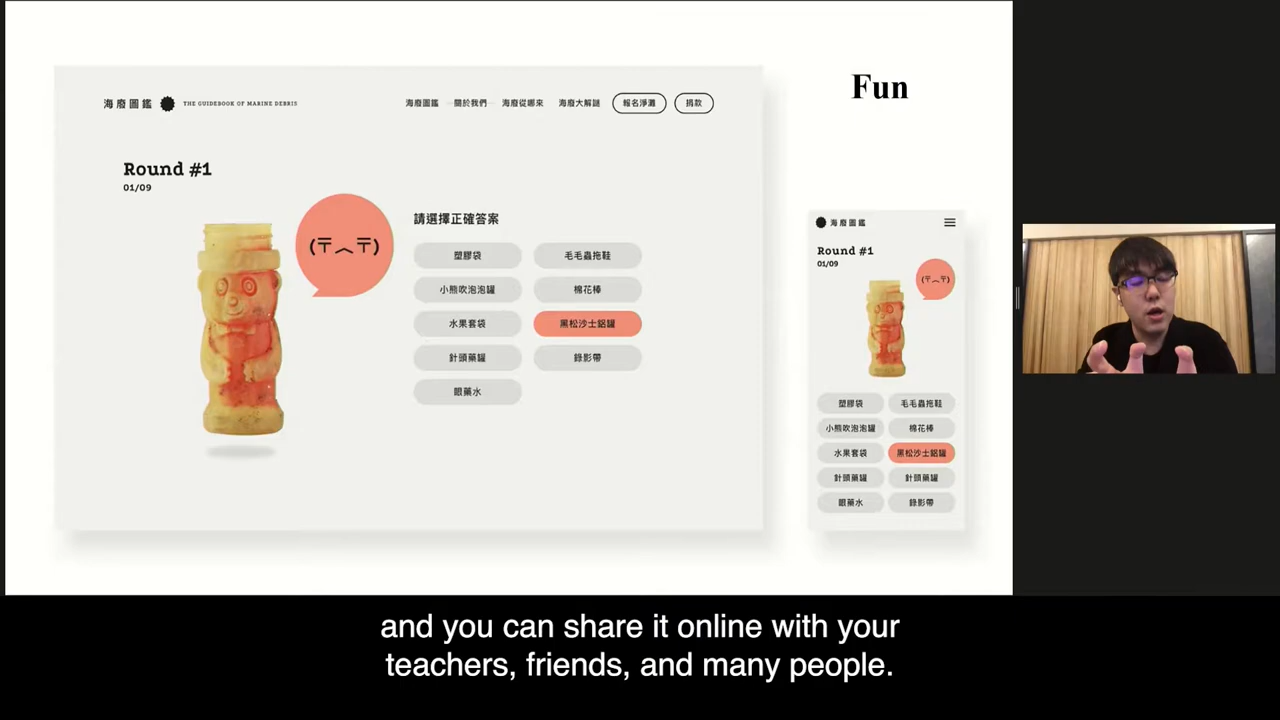 海廢圖鑑 THE GUIDEBOOK OF MARINE DEBRIS
海廢圖鑑 關於我們 海廢從哪來 海廢大解謎 報名淨灘 捐款
Fun
Round #1
01/09
(〒︿〒)
請選擇正確答案
塑膠袋 毛毛蟲拖鞋
小熊吹泡泡罐 棉花棒
水果套袋 黑松沙士鋁罐
針頭藥罐 錄影帶
眼藥水
海廢圖鑑
Round #1
01/09
(〒︿〒)
塑膠袋 毛毛蟲拖鞋
小熊吹泡泡罐 棉花棒
水果套袋 黑松沙士鋁罐
針頭藥罐 針頭藥罐
眼藥水 錄影帶
and you can share it online with your
teachers, friends, and many people.